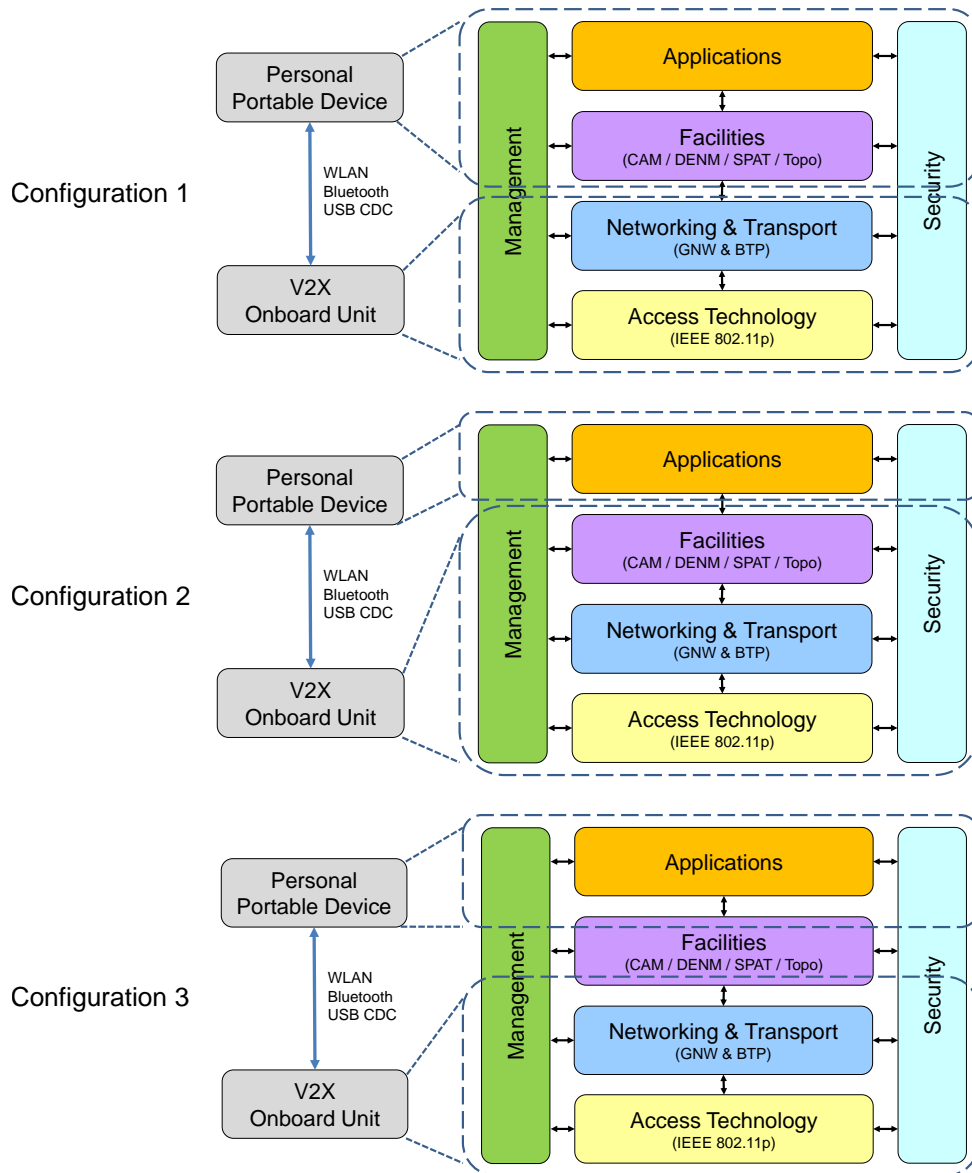 Configuration 1
Personal
Portable Device
WLAN
Bluetooth
USB CDC
V2X
Onboard Unit
Management
Applications
Facilities
(CAM / DENM / SPAT / Topo)
Networking & Transport
(GNW & BTP)
Access Technology
(IEEE 802.11p)
Security
Configuration 2
Personal
Portable Device
WLAN
Bluetooth
USB CDC
V2X
Onboard Unit
Management
Applications
Facilities
(CAM / DENM / SPAT / Topo)
Networking & Transport
(GNW & BTP)
Access Technology
(IEEE 802.11p)
Security
Configuration 3
Personal
Portable Device
WLAN
Bluetooth
USB CDC
V2X
Onboard Unit
Management
Applications
Facilities
(CAM / DENM / SPAT / Topo)
Networking & Transport
(GNW & BTP)
Access Technology
(IEEE 802.11p)
Security